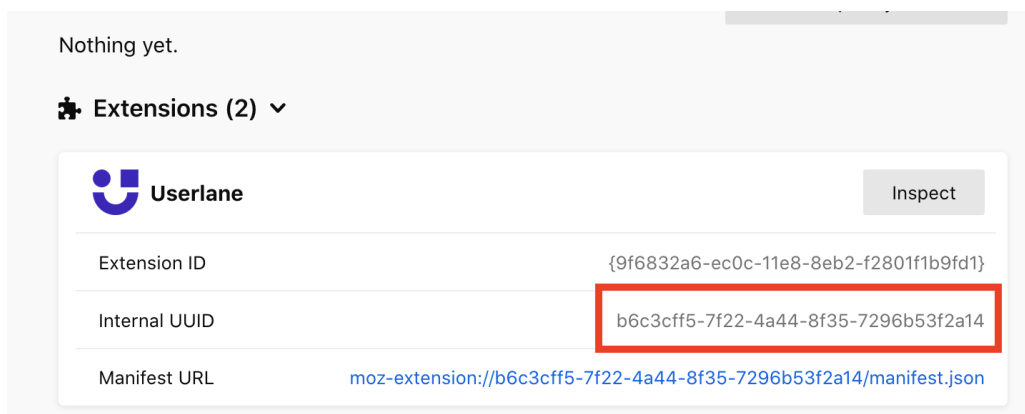 Nothing yet.
Extensions (2)
Userlane
Inspect
Extension ID
{9f6832a6-ec0c-11e8-8eb2-f2801f1b9fd1}
Internal UUID
b6c3cff5-7f22-4a44-8f35-7296b53f2a14
Manifest URL
moz-extension://b6c3cff5-7f22-4a44-8f35-7296b53f2a14/manifest.json